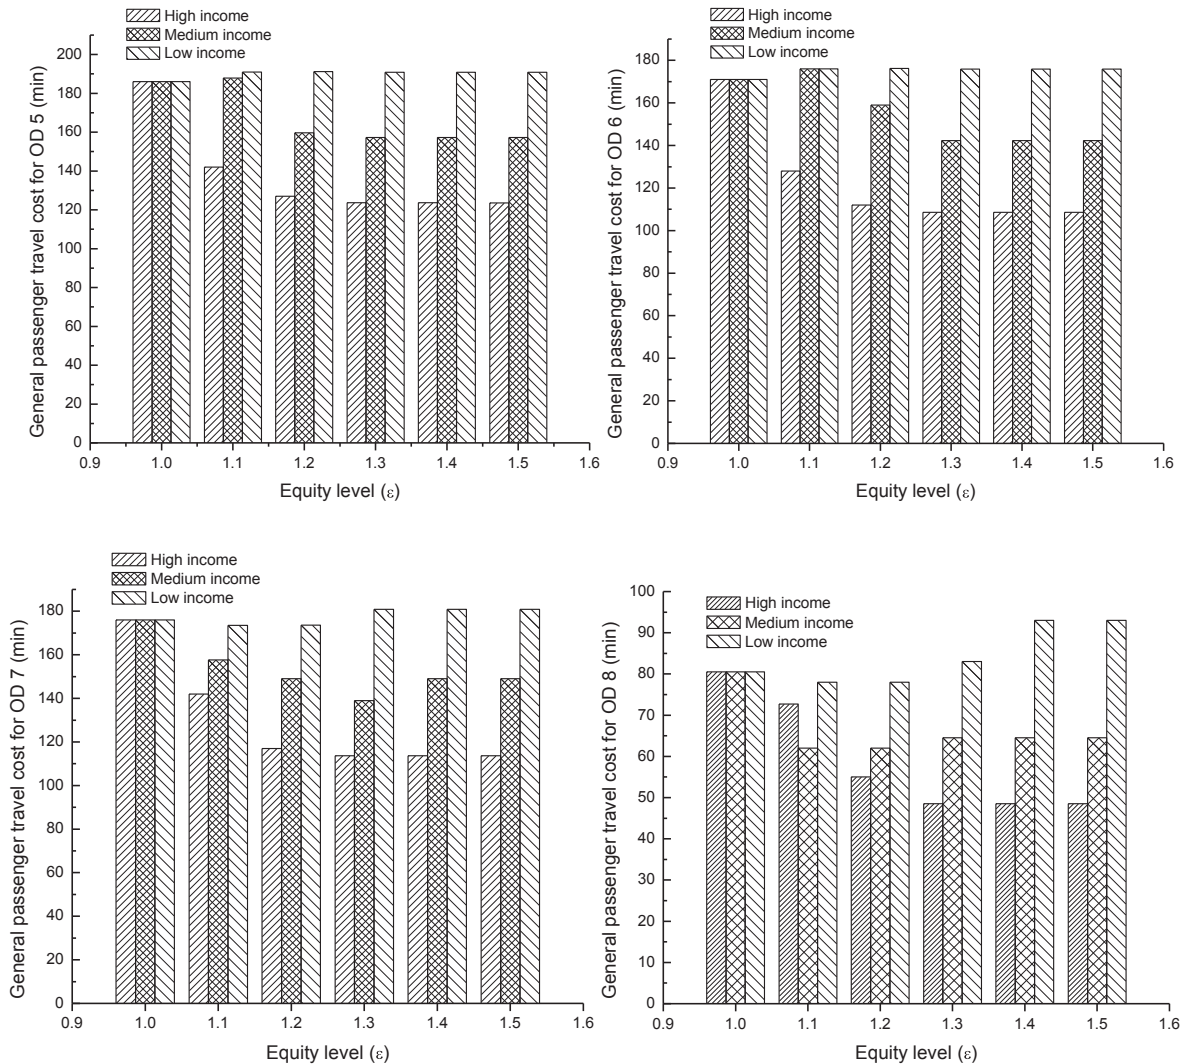 High income
Medium income
Low income
General passenger travel cost for OD 5 (min)
200
180
160
140
120
100
80
60
40
20
0
0.9 1.0 1.1 1.2 1.3 1.4 1.5 1.6
Equity level (ε)
High income
Medium income
Low income
General passenger travel cost for OD 6 (min)
180
160
140
120
100
80
60
40
20
0
0.9 1.0 1.1 1.2 1.3 1.4 1.5 1.6
Equity level (ε)
High income
Medium income
Low income
General passenger travel cost for OD 7 (min)
180
160
140
120
100
80
60
40
20
0
0.9 1.0 1.1 1.2 1.3 1.4 1.5 1.6
Equity level (ε)
High income
Medium income
Low income
General passenger travel cost for OD 8 (min)
100
90
80
70
60
50
40
30
20
10
0
0.9 1.0 1.1 1.2 1.3 1.4 1.5 1.6
Equity level (ε)